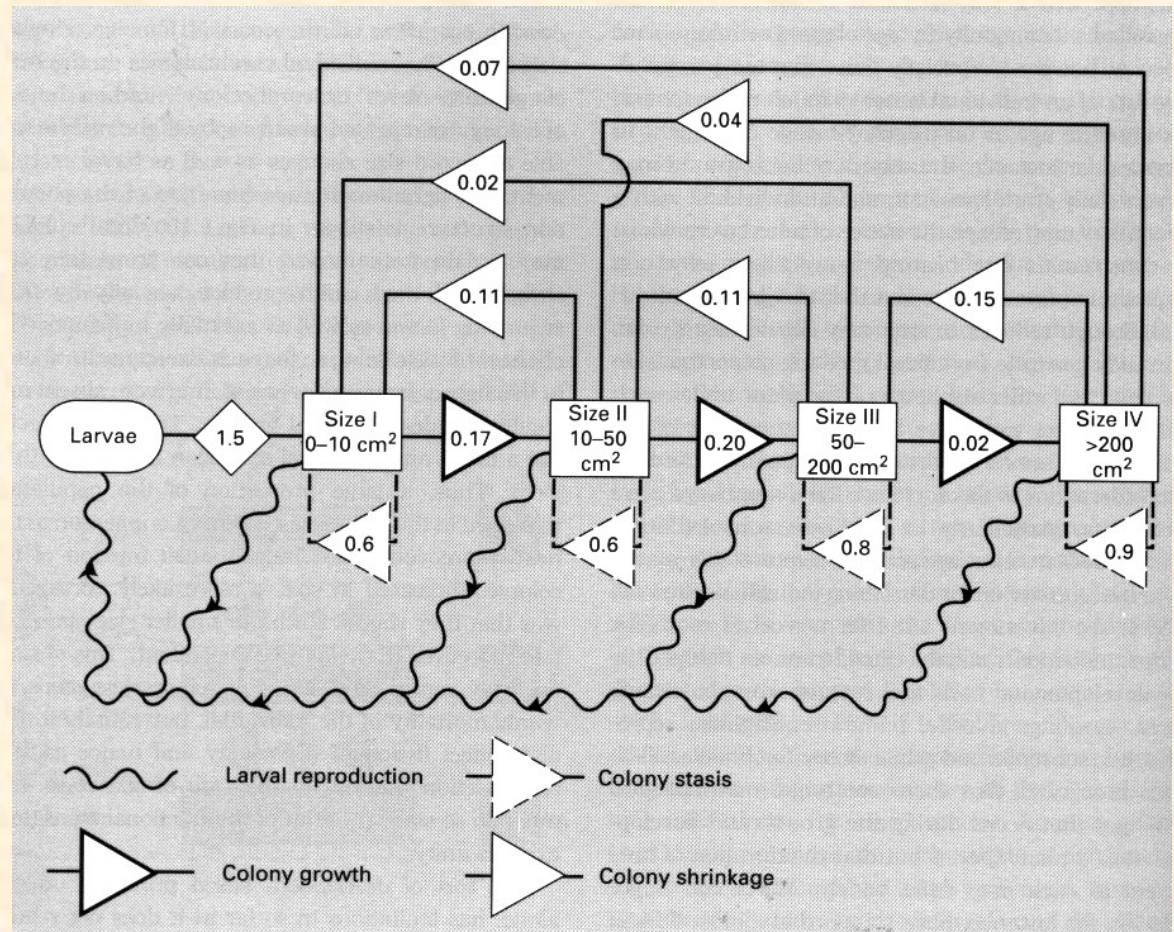 0.07
0.04
0.02
0.11
0.11
0.15
Larvae
1.5
Size I
0–10 cm²
0.17
Size II
10–50
cm²
0.20
Size III
50–
200 cm²
0.02
Size IV
>200
cm²
0.6
0.6
0.8
0.9
Larval reproduction
Colony stasis
Colony growth
Colony shrinkage